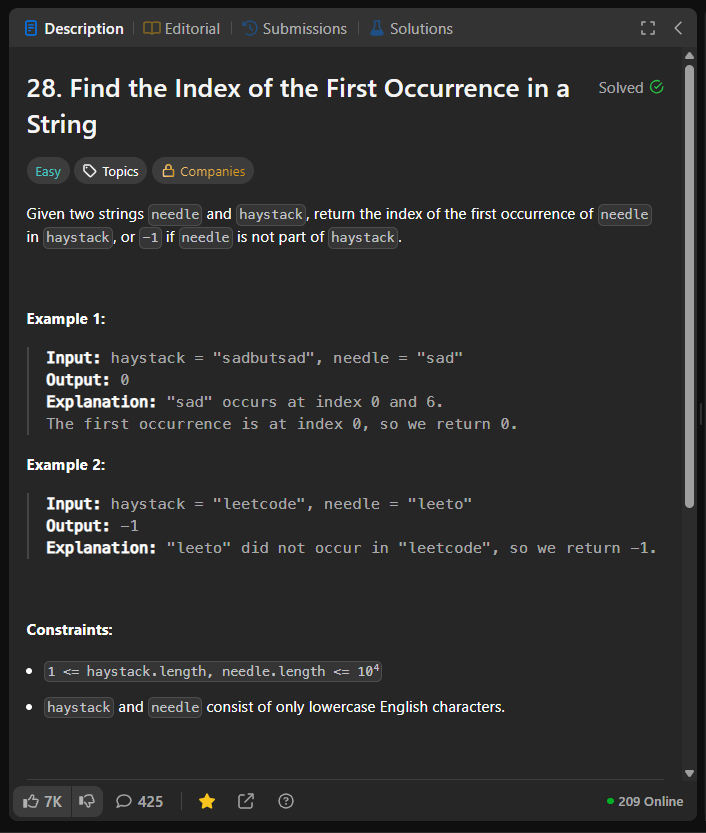 Description Editorial Submissions Solutions
28. Find the Index of the First Occurrence in a
String
Solved
Easy Topics Companies
Given two strings needle and haystack, return the index of the first occurrence of needle
in haystack, or -1 if needle is not part of haystack.
Example 1:
Input: haystack = "sadbutsad", needle = "sad"
Output: 0
Explanation: "sad" occurs at index 0 and 6.
The first occurrence is at index 0, so we return 0.
Example 2:
Input: haystack = "leetcode", needle = "leeto"
Output: -1
Explanation: "leeto" did not occur in "leetcode", so we return -1.
Constraints:
• 1 <= haystack.length, needle.length <= 10⁴
• haystack and needle consist of only lowercase English characters.
7K 425 209 Online